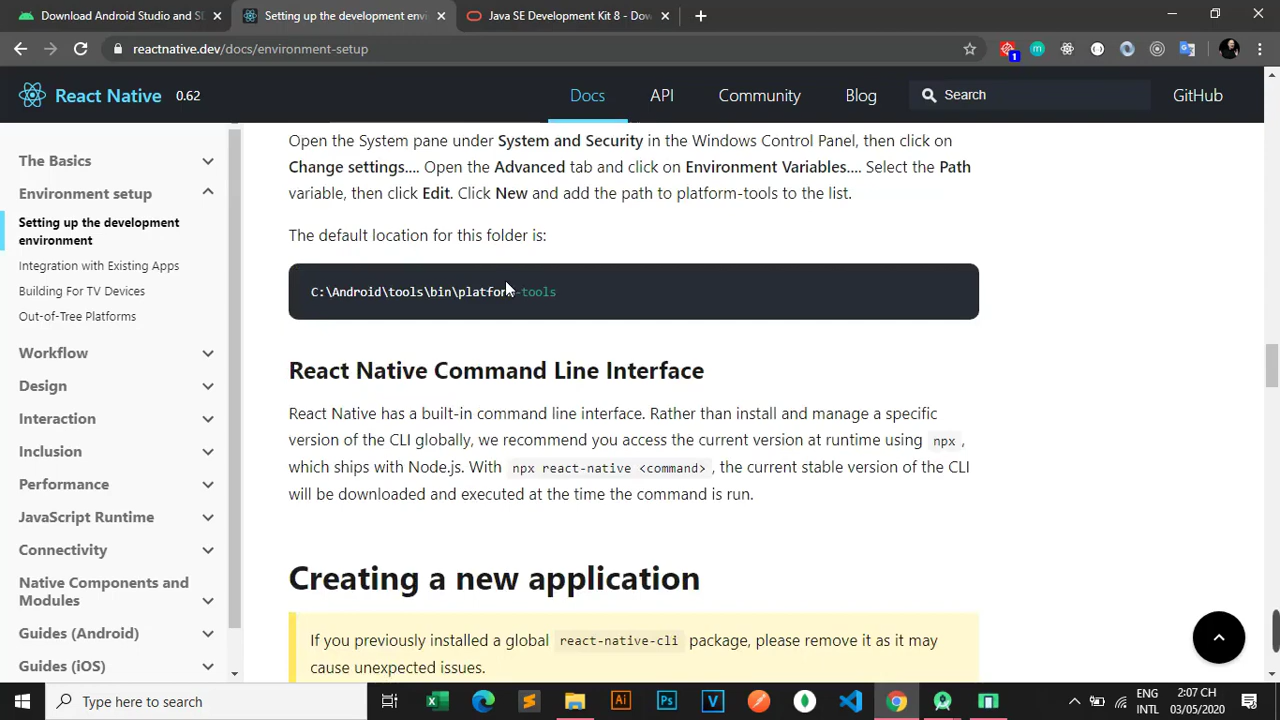 Download Android Studio and S
Setting up the development envi
Java SE Development Kit 8 - Dow
reactnative.dev/docs/environment-setup
1
React Native 0.62
Docs
API
Community
Blog
Search
GitHub
The Basics
Environment setup
Setting up the development
environment
Integration with Existing Apps
Building For TV Devices
Out-of-Tree Platforms
Workflow
Design
Interaction
Inclusion
Performance
JavaScript Runtime
Connectivity
Native Components and
Modules
Guides (Android)
Guides (iOS)
Open the System pane under System and Security in the Windows Control Panel, then click on
Change settings.... Open the Advanced tab and click on Environment Variables.... Select the Path
variable, then click Edit. Click New and add the path to platform-tools to the list.
The default location for this folder is:
C:\Android\tools\bin\platform-tools
React Native Command Line Interface
React Native has a built-in command line interface. Rather than install and manage a specific
version of the CLI globally, we recommend you access the current version at runtime using npx ,
which ships with Node.js. With npx react-native <command> , the current stable version of the CLI
will be downloaded and executed at the time the command is run.
Creating a new application
If you previously installed a global react-native-cli package, please remove it as it may
cause unexpected issues.
Type here to search
Ai
Ps
V
ENG
INTL
2:07 CH
03/05/2020